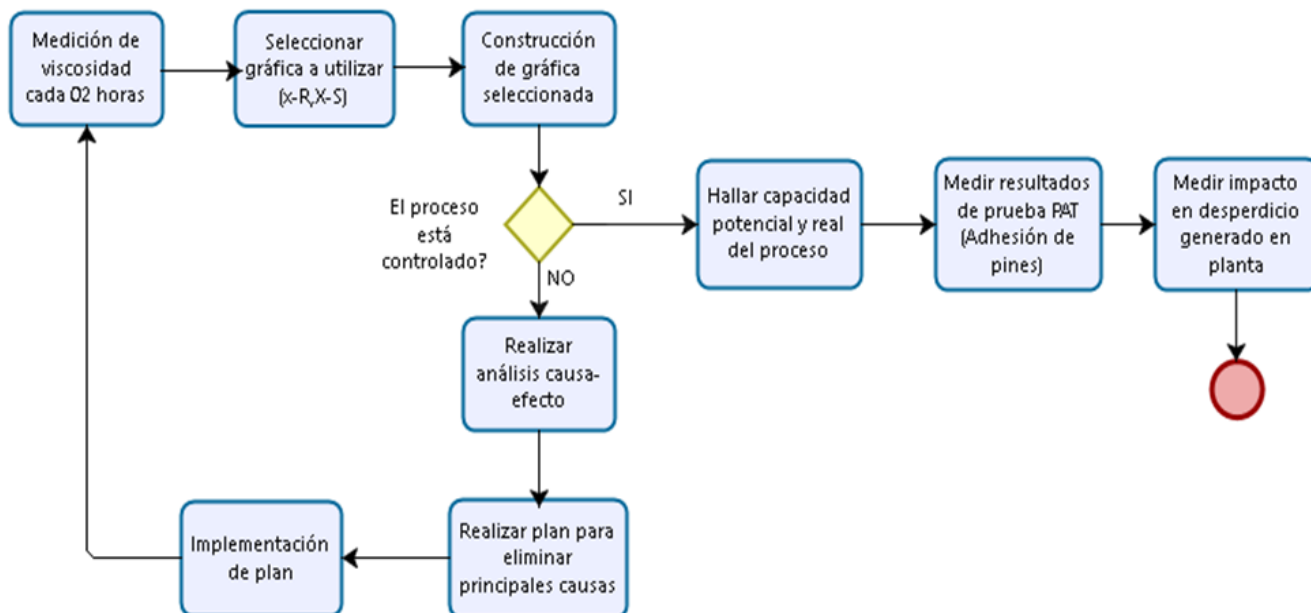 Medición de
viscosidad
cada 02 horas
Seleccionar
gráfica a utilizar
(x-R,X-S)
Construcción
de gráfica
seleccionada
El proceso
está
controlado?
SI
NO
Hallar capacidad
potencial y real
del proceso
Medir resultados
de prueba PAT
(Adhesión de
pines)
Medir impacto
en desperdicio
generado en
planta
Realizar
análisis causa-
efecto
Realizar plan para
eliminar
principales causas
Implementación
de plan